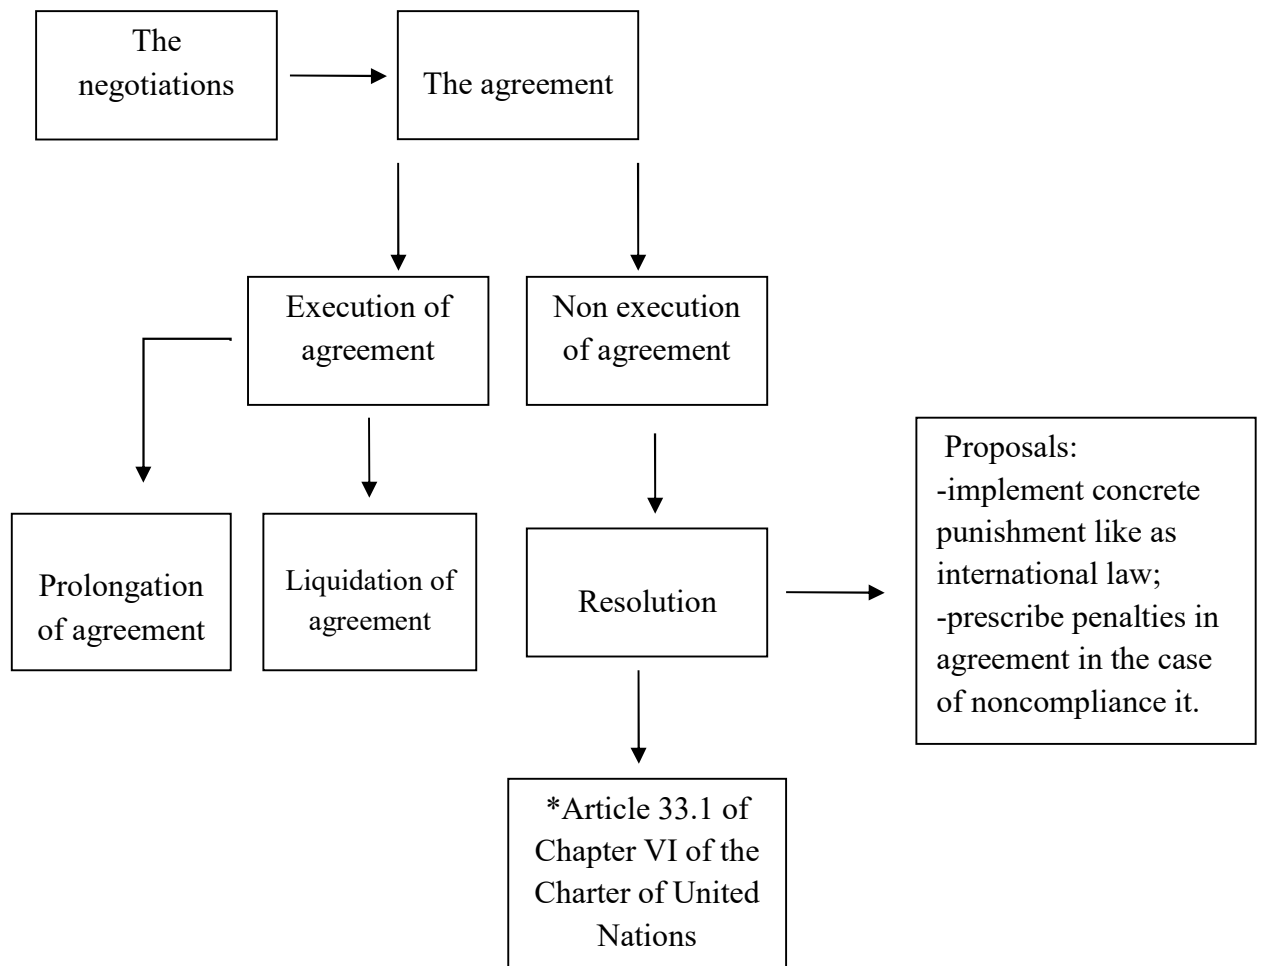 The
negotiations
The agreement
Execution of
agreement
Non execution
of agreement
Prolongation
of agreement
Liquidation of
agreement
Resolution
Proposals:
-implement concrete
punishment like as
international law;
-prescribe penalties in
agreement in the case
of noncompliance it.
*Article 33.1 of
Chapter VI of the
Charter of United
Nations